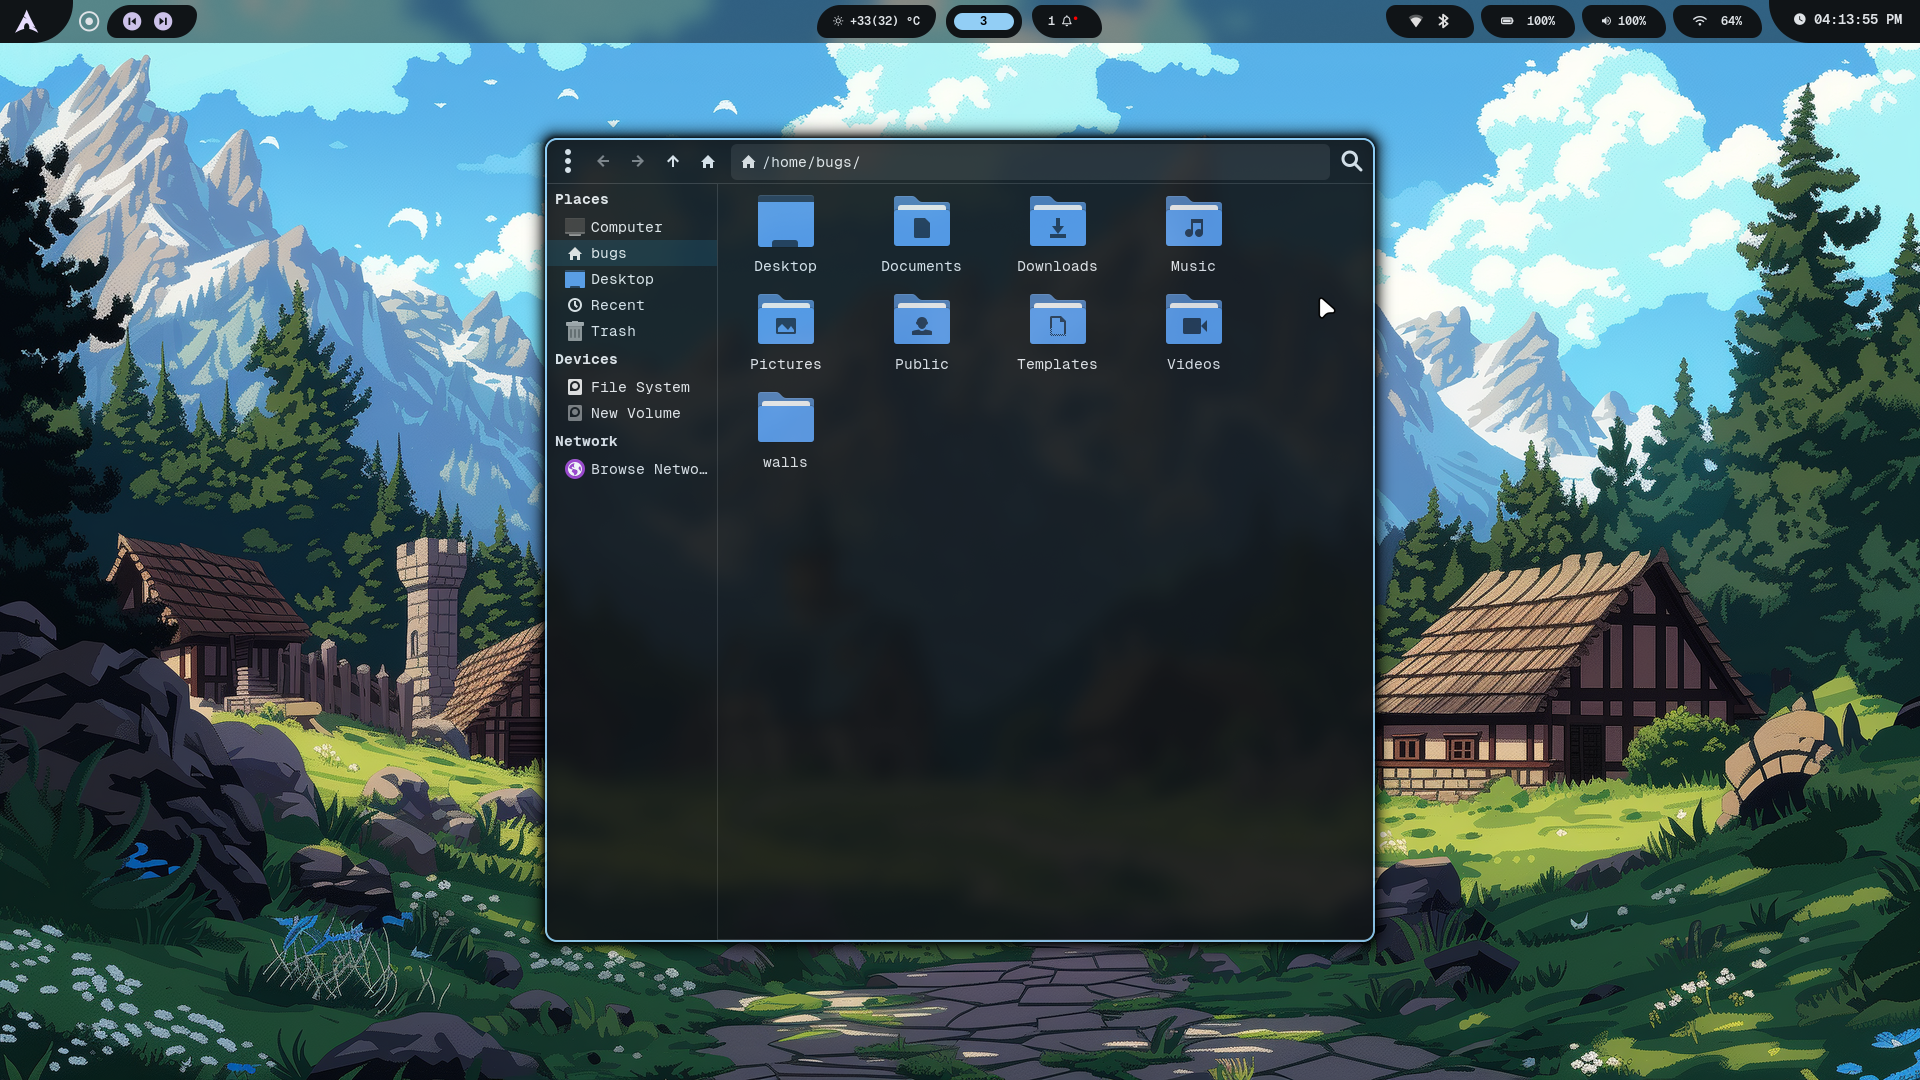 +33(32) °C
3
1
100%
100%
64%
04:13:55 PM
/home/bugs/
Places
Computer
bugs
Desktop
Recent
Trash
Devices
File System
New Volume
Network
Browse Netwo…
Desktop
Documents
Downloads
Music
Pictures
Public
Templates
Videos
walls